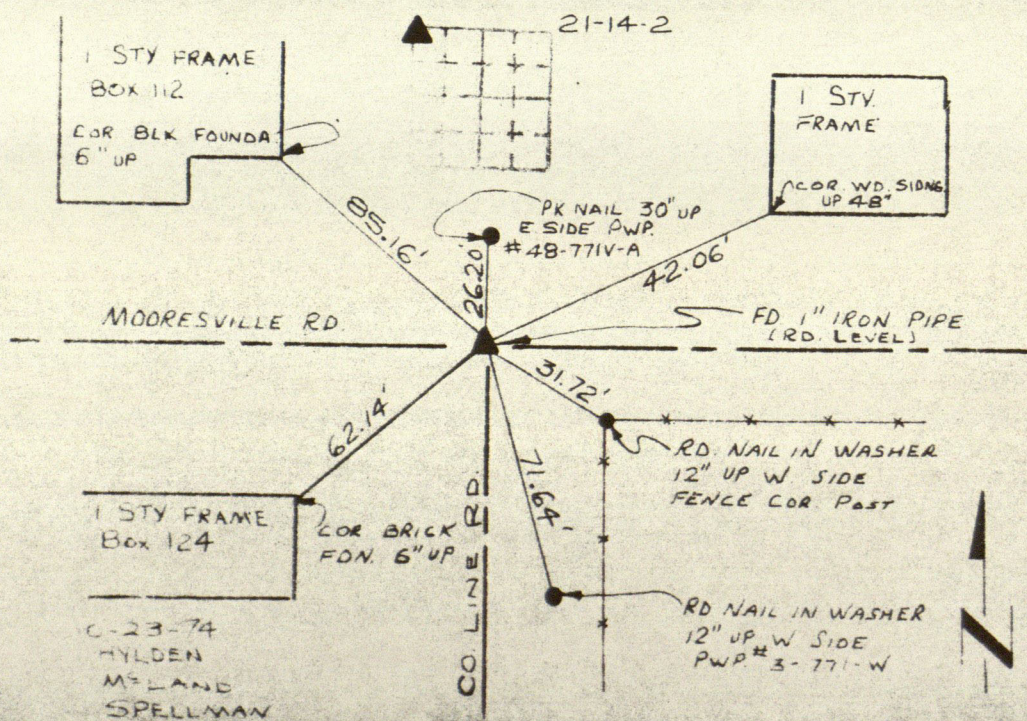 21-14-2
1 STY FRAME
BOX 112
COR BLK FOUNDA
6" UP
1 STY.
FRAME
COR. WD. SIDNG.
UP 48"
PK NAIL 30" UP
E. SIDE PWP.
#48-771V-A
85.16'
26.20'
42.06'
MOORESVILLE RD.
FD 1" IRON PIPE
(RD. LEVEL)
31.72'
62.14'
71.64'
RD. NAIL IN WASHER
12" UP W SIDE
FENCE COR. POST
1 STY FRAME
BOX 124
COR BRICK
FDN. 6" UP
CO. LINE RD.
RD NAIL IN WASHER
12" UP W SIDE
PWP. #3-771-W
N
-23-74
HYLDEN
McLAND
SPELLMAN